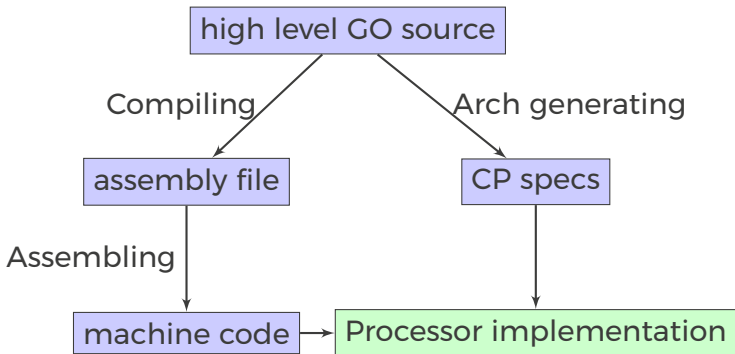 high level GO source
Compiling
Arch generating
assembly file
CP specs
Assembling
machine code
Processor implementation